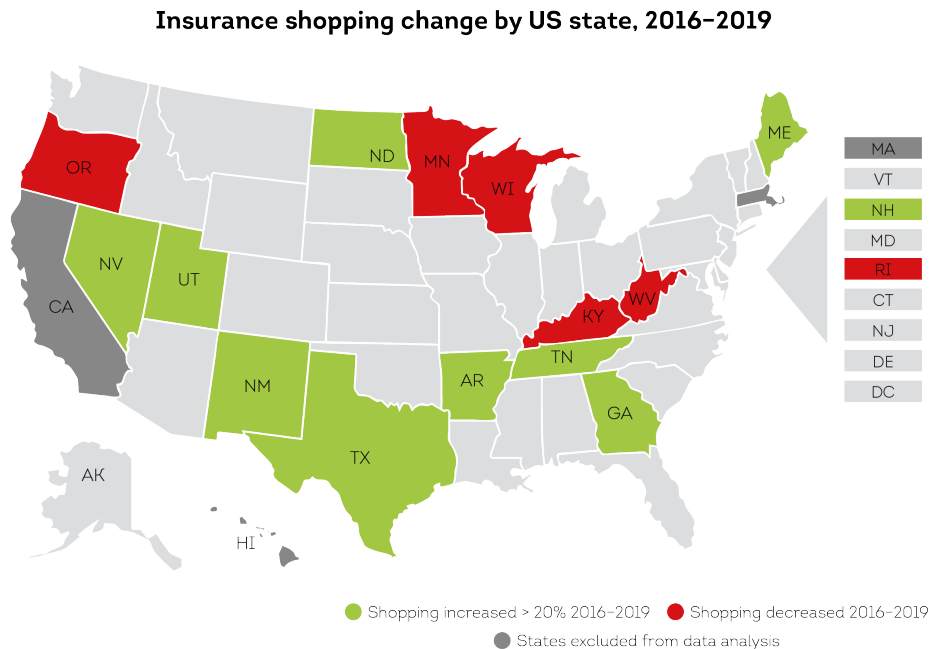 Insurance shopping change by US state, 2016–2019
ME
MA
ND
MN
VT
OR
WI
NH
MD
NV
RI
UT
WV
CT
CA
KY
NJ
TN
DE
AR
NM
DC
GA
TX
AK
HI
Shopping increased > 20% 2016–2019
Shopping decreased 2016–2019
States excluded from data analysis